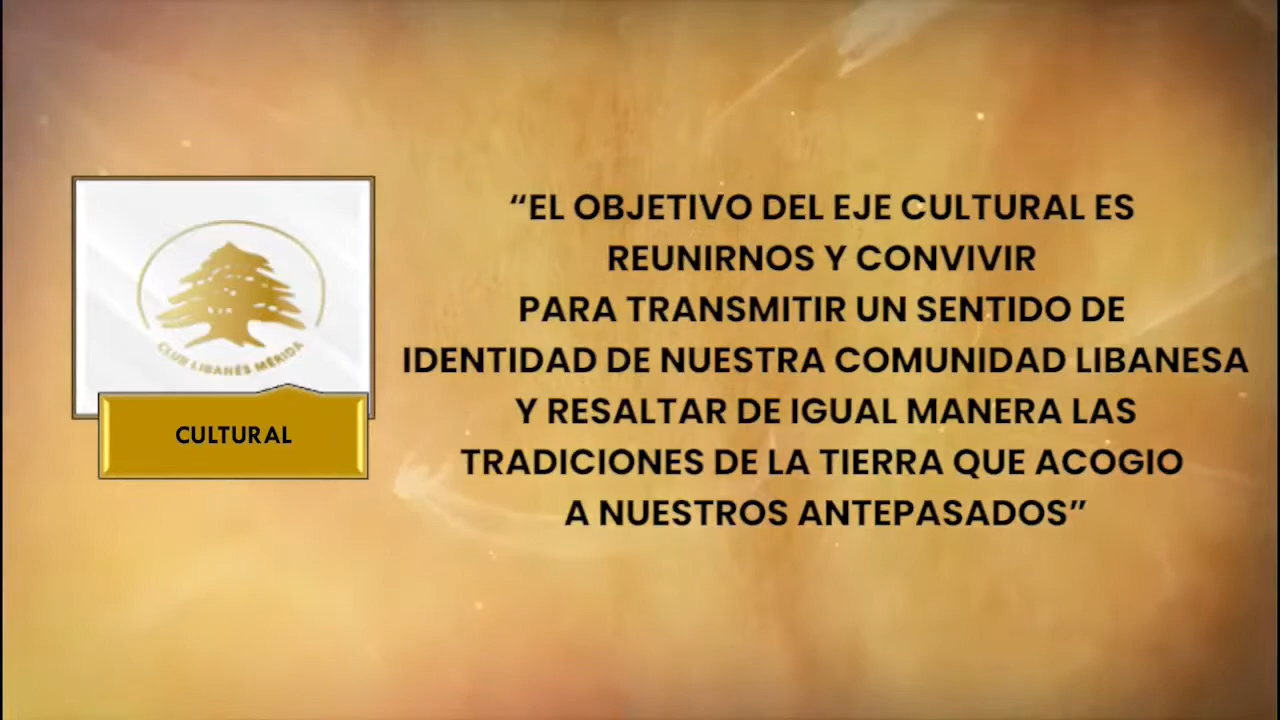 CLUB LIBANÉS MÉRIDA
CULTURAL
“EL OBJETIVO DEL EJE CULTURAL ES
REUNIRNOS Y CONVIVIR
PARA TRANSMITIR UN SENTIDO DE
IDENTIDAD DE NUESTRA COMUNIDAD LIBANESA
Y RESALTAR DE IGUAL MANERA LAS
TRADICIONES DE LA TIERRA QUE ACOGIO
A NUESTROS ANTEPASADOS”